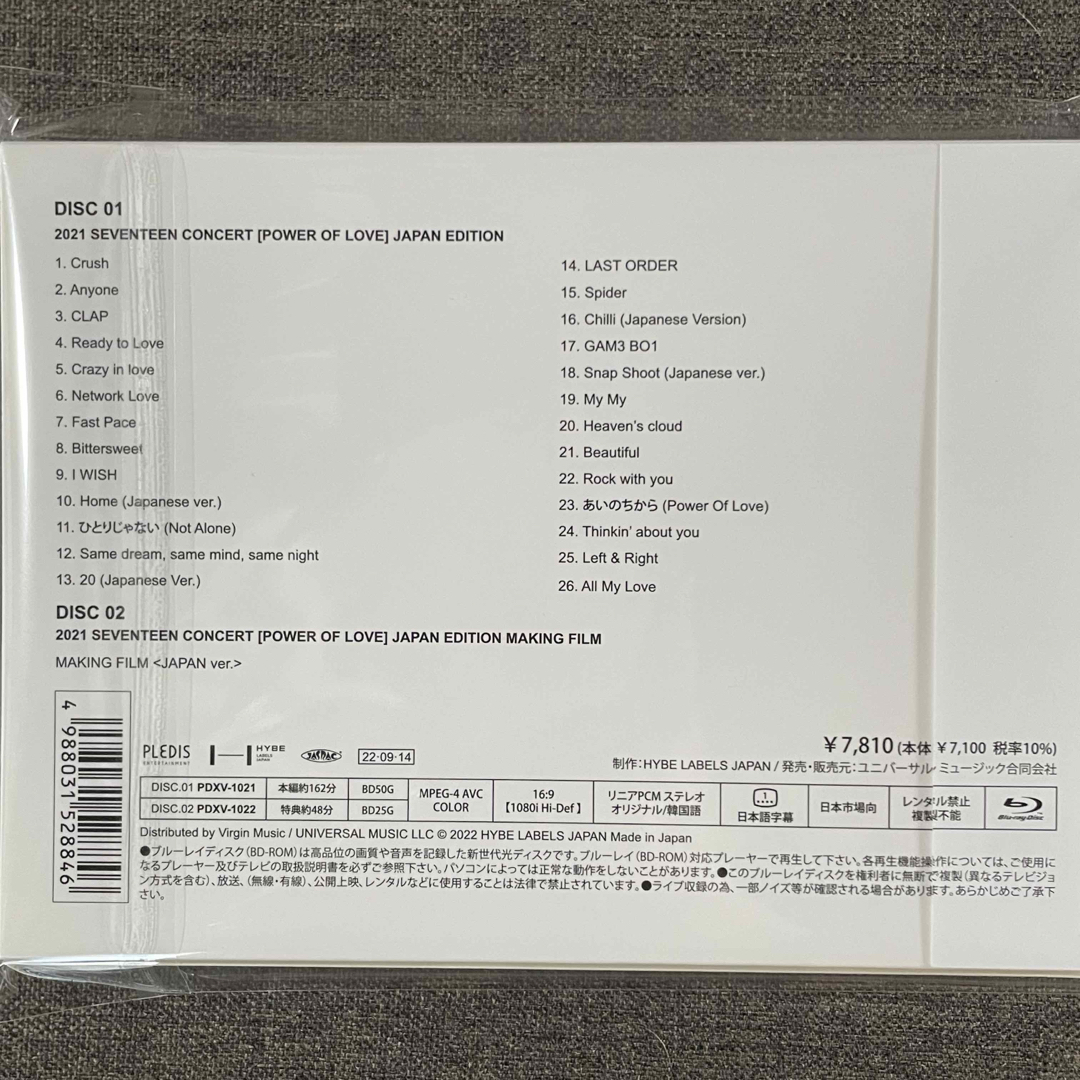 DISC 01
2021 SEVENTEEN CONCERT [POWER OF LOVE] JAPAN EDITION
1. Crush
2. Anyone
3. CLAP
4. Ready to Love
5. Crazy in love
6. Network Love
7. Fast Pace
8. Bittersweet
9. I WISH
10. Home (Japanese ver.)
11. ひとりじゃない (Not Alone)
12. Same dream, same mind, same night
13. 20 (Japanese Ver.)
14. LAST ORDER
15. Spider
16. Chilli (Japanese Version)
17. GAM3 BO1
18. Snap Shoot (Japanese ver.)
19. My My
20. Heaven's cloud
21. Beautiful
22. Rock with you
23. あいのちから (Power Of Love)
24. Thinkin' about you
25. Left & Right
26. All My Love
DISC 02
2021 SEVENTEEN CONCERT [POWER OF LOVE] JAPAN EDITION MAKING FILM
MAKING FILM <JAPAN ver.>
4 988031 528846
PLEDIS
ENTERTAINMENT
HYBE
LABELS
JAPAN
JASRAC
22・09・14
¥7,810 (本体 ¥7,100 税率10%)
制作:HYBE LABELS JAPAN / 発売・販売元:ユニバーサル ミュージック合同会社
DISC.01 PDXV-1021
本編約162分
BD50G
DISC.02 PDXV-1022
特典約48分
BD25G
MPEG-4 AVC
COLOR
16:9
【1080i Hi-Def】
リニアPCM ステレオ
オリジナル/韓国語
1
日本語字幕
日本市場向
レンタル禁止
複製不能
Blu-ray Disc
Distributed by Virgin Music / UNIVERSAL MUSIC LLC © 2022 HYBE LABELS JAPAN Made in Japan
●ブルーレイディスク(BD-ROM)は高品位の画質や音声を記録した新世代光ディスクです。ブルーレイ(BD-ROM)対応プレーヤーで再生して下さい。各再生機能操作については、ご使用に
なるプレーヤー及びテレビの取扱説明書を必ずご参照下さい。パソコンによっては正常な動作をしないことがあります。●このブルーレイディスクを権利者に無断で複製(異なるテレビジョ
ン方式を含む)、放送、(無線・有線)、公開上映、レンタルなどに使用することは法律で禁止されています。●ライブ収録の為、一部ノイズ等が確認される場合があります。あらかじめご了承下
さい。